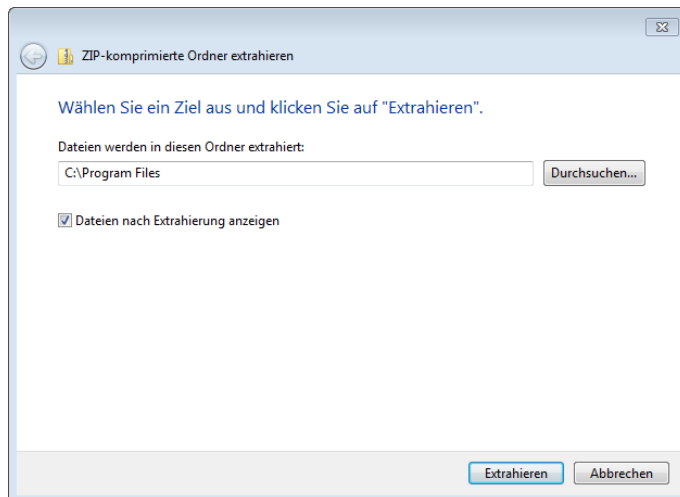 ZIP-komprimierte Ordner extrahieren
Wählen Sie ein Ziel aus und klicken Sie auf "Extrahieren".
Dateien werden in diesen Ordner extrahiert:
C:\Program Files
Durchsuchen...
Dateien nach Extrahierung anzeigen
Extrahieren
Abbrechen